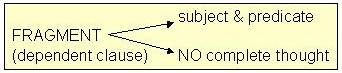 subject & predicate
FRAGMENT
(dependent clause)
NO complete thought